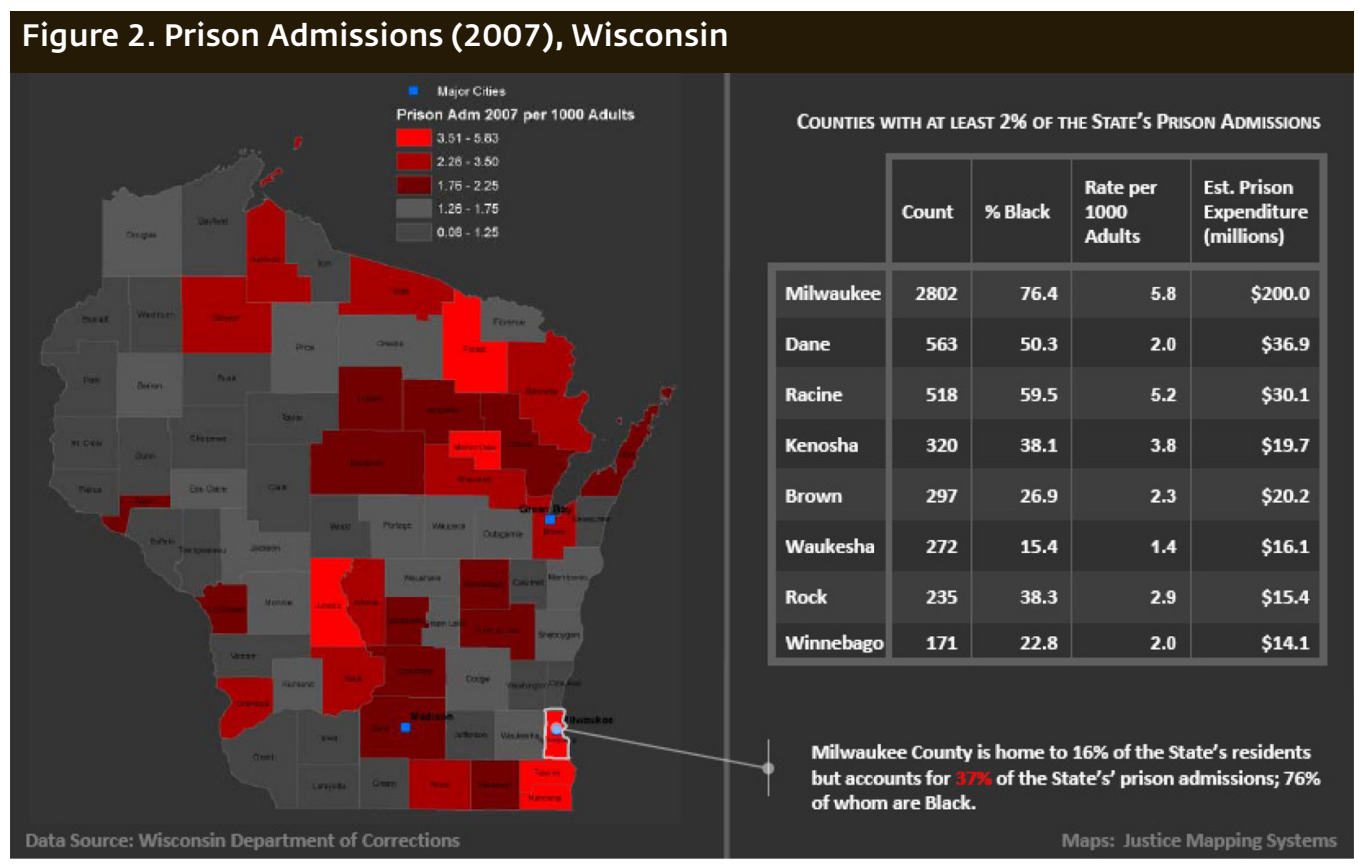 Figure 2. Prison Admissions (2007), Wisconsin
Major Cities
Prison Adm 2007 per 1000 Adults
3.51 - 5.83
2.26 - 3.50
1.76 - 2.25
1.26 - 1.75
0.08 - 1.25
Douglas
Bayfield
Iron
Burnett
Washburn
Sawyer
Price
Oneida
Forest
Florence
Polk
Barron
Rusk
Taylor
Lincoln
St. Croix
Dunn
Chippewa
Pierce
Eau Claire
Clark
Green Bay
Brown
Buffalo
Trempealeau
Jackson
Wood
Portage
Waupaca
Outagamie
Monroe
Juneau
Adams
Waushara
Calumet
Manitowoc
Green Lake
Sheboygan
Vernon
Richland
Sauk
Dodge
Washington
Madison
Dane
Jefferson
Waukesha
Milwaukee
Grant
Iowa
Lafayette
Green
Rock
Racine
Kenosha
COUNTIES WITH AT LEAST 2% OF THE STATE'S PRISON ADMISSIONS
Count % Black Rate per 1000 Adults Est. Prison Expenditure (millions)
Milwaukee 2802 76.4 5.8 $200.0
Dane 563 50.3 2.0 $36.9
Racine 518 59.5 5.2 $30.1
Kenosha 320 38.1 3.8 $19.7
Brown 297 26.9 2.3 $20.2
Waukesha 272 15.4 1.4 $16.1
Rock 235 38.3 2.9 $15.4
Winnebago 171 22.8 2.0 $14.1
Milwaukee County is home to 16% of the State's residents
but accounts for 37% of the State's' prison admissions; 76%
of whom are Black.
Data Source: Wisconsin Department of Corrections
Maps: Justice Mapping Systems